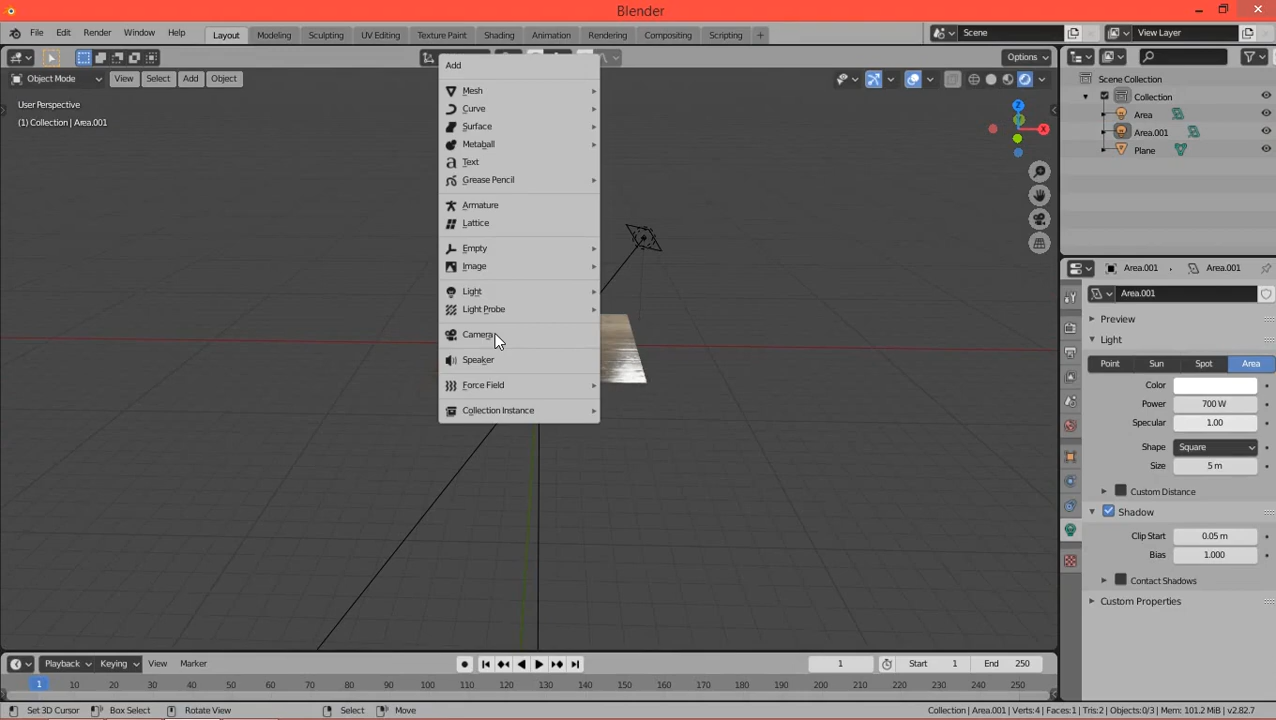 Blender
File Edit Render Window Help Layout Modeling Sculpting UV Editing Texture Paint Shading Animation Rendering Compositing Scripting + Scene View Layer
Options
Object Mode View Select Add Object
User Perspective
(1) Collection | Area.001
Add
Mesh
Curve
Surface
Metaball
Text
Grease Pencil
Armature
Lattice
Empty
Image
Light
Light Probe
Camera
Speaker
Force Field
Collection Instance
Z
X
Scene Collection
Collection
Area
Area.001
Plane
Area.001 Area.001
Area.001
Preview
Light
Point Sun Spot Area
Color
Power 700 W
Specular 1.00
Shape Square
Size 5 m
Custom Distance
Shadow
Clip Start 0.05 m
Bias 1.000
Contact Shadows
Custom Properties
Playback Keying View Marker 1 Start 1 End 250
1 10 20 30 40 50 60 70 80 90 100 110 120 130 140 150 160 170 180 190 200 210 220 230 240 250
Set 3D Cursor Box Select Rotate View Select Move Collection | Area.001 | Verts:4 | Faces:1 | Tris:2 | Objects:0/3 | Mem: 101.2 MiB | v2.82.7